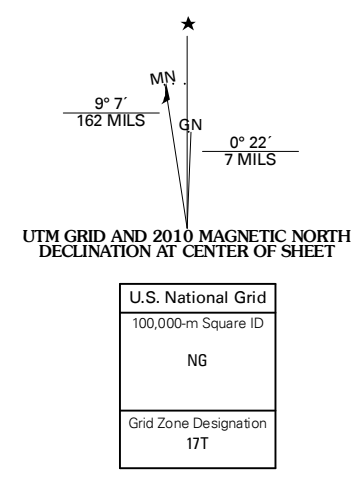 ★
MN
9° 7´
162 MILS
GN
0° 22´
7 MILS
UTM GRID AND 2010 MAGNETIC NORTH
DECLINATION AT CENTER OF SHEET
U.S. National Grid
100,000-m Square ID
NG
Grid Zone Designation
17T